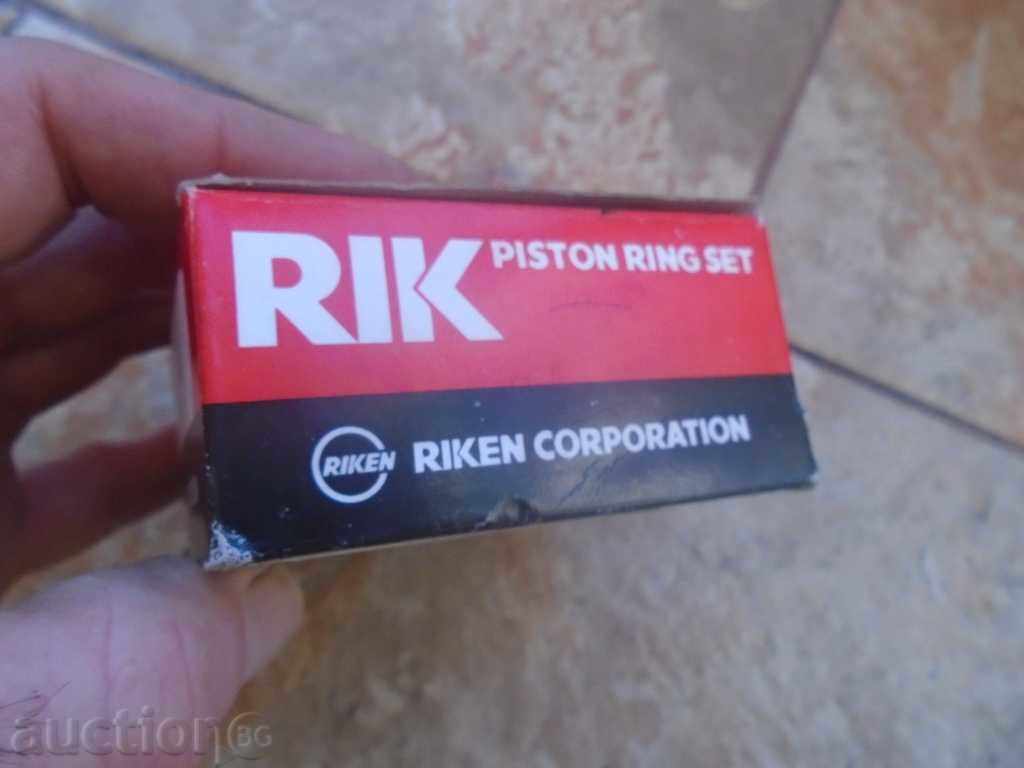 RIK PISTON RING SET
RIKEN RIKEN CORPORATION
auction BG